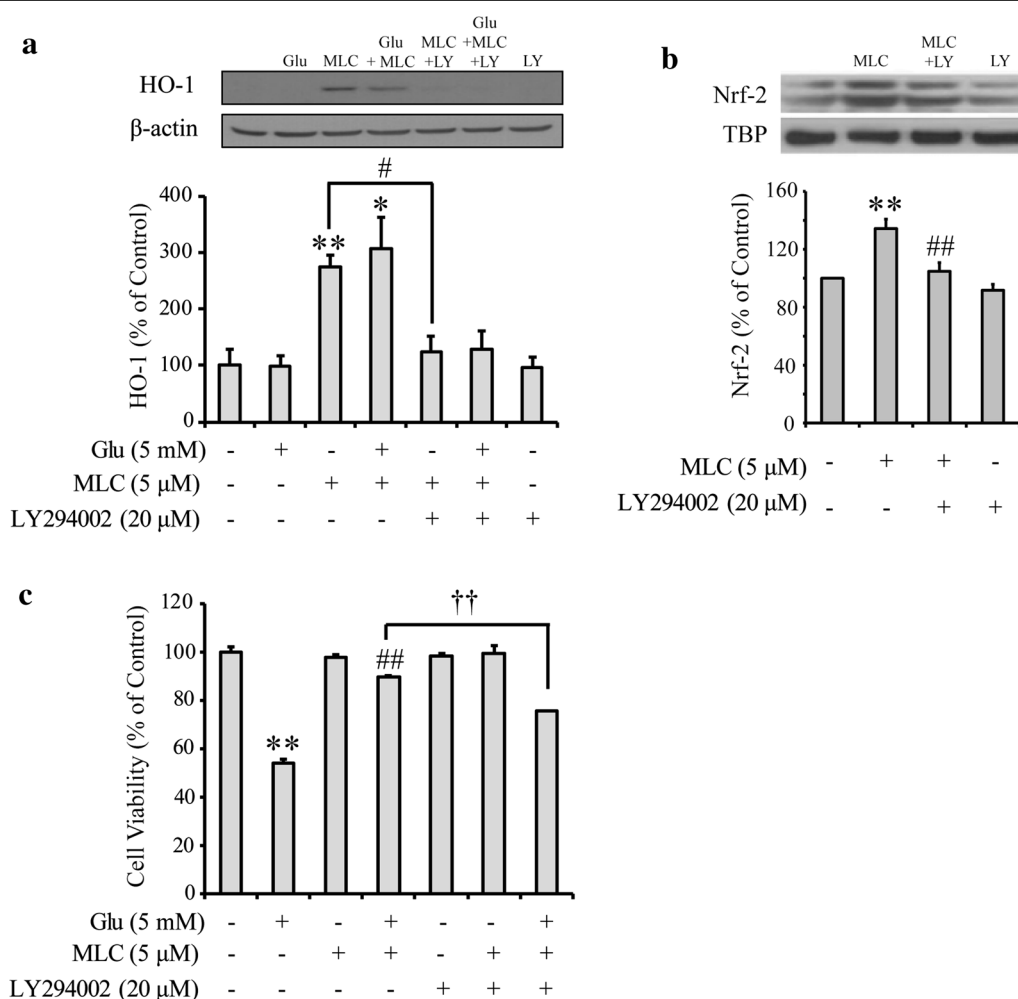 a
Glu MLC Glu + MLC MLC +LY Glu +MLC +LY LY
HO-1
β-actin
#
* **
400
300
200
100
0
HO-1 (% of Control)
Glu (5 mM) - + - + - + -
MLC (5 μM) - - + + + + -
LY294002 (20 μM) - - - - + + +
b
MLC MLC +LY LY
Nrf-2
TBP
**
##
160
120
80
40
0
Nrf-2 (% of Control)
MLC (5 μM) - + + -
LY294002 (20 μM) - - + +
c
††
##
**
120
100
80
60
40
20
0
Cell Viability (% of Control)
Glu (5 mM) - + - + - - +
MLC (5 μM) - - + + - + +
LY294002 (20 μM) - - - - + + +